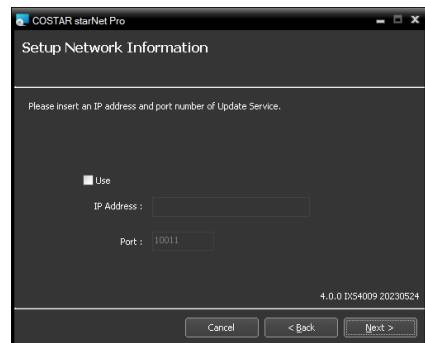 COSTAR starNet Pro
Setup Network Information
Please insert an IP address and port number of Update Service.
Use
IP Address :
Port : 10011
4.0.0 IX54009 20230524
Cancel < Back Next >